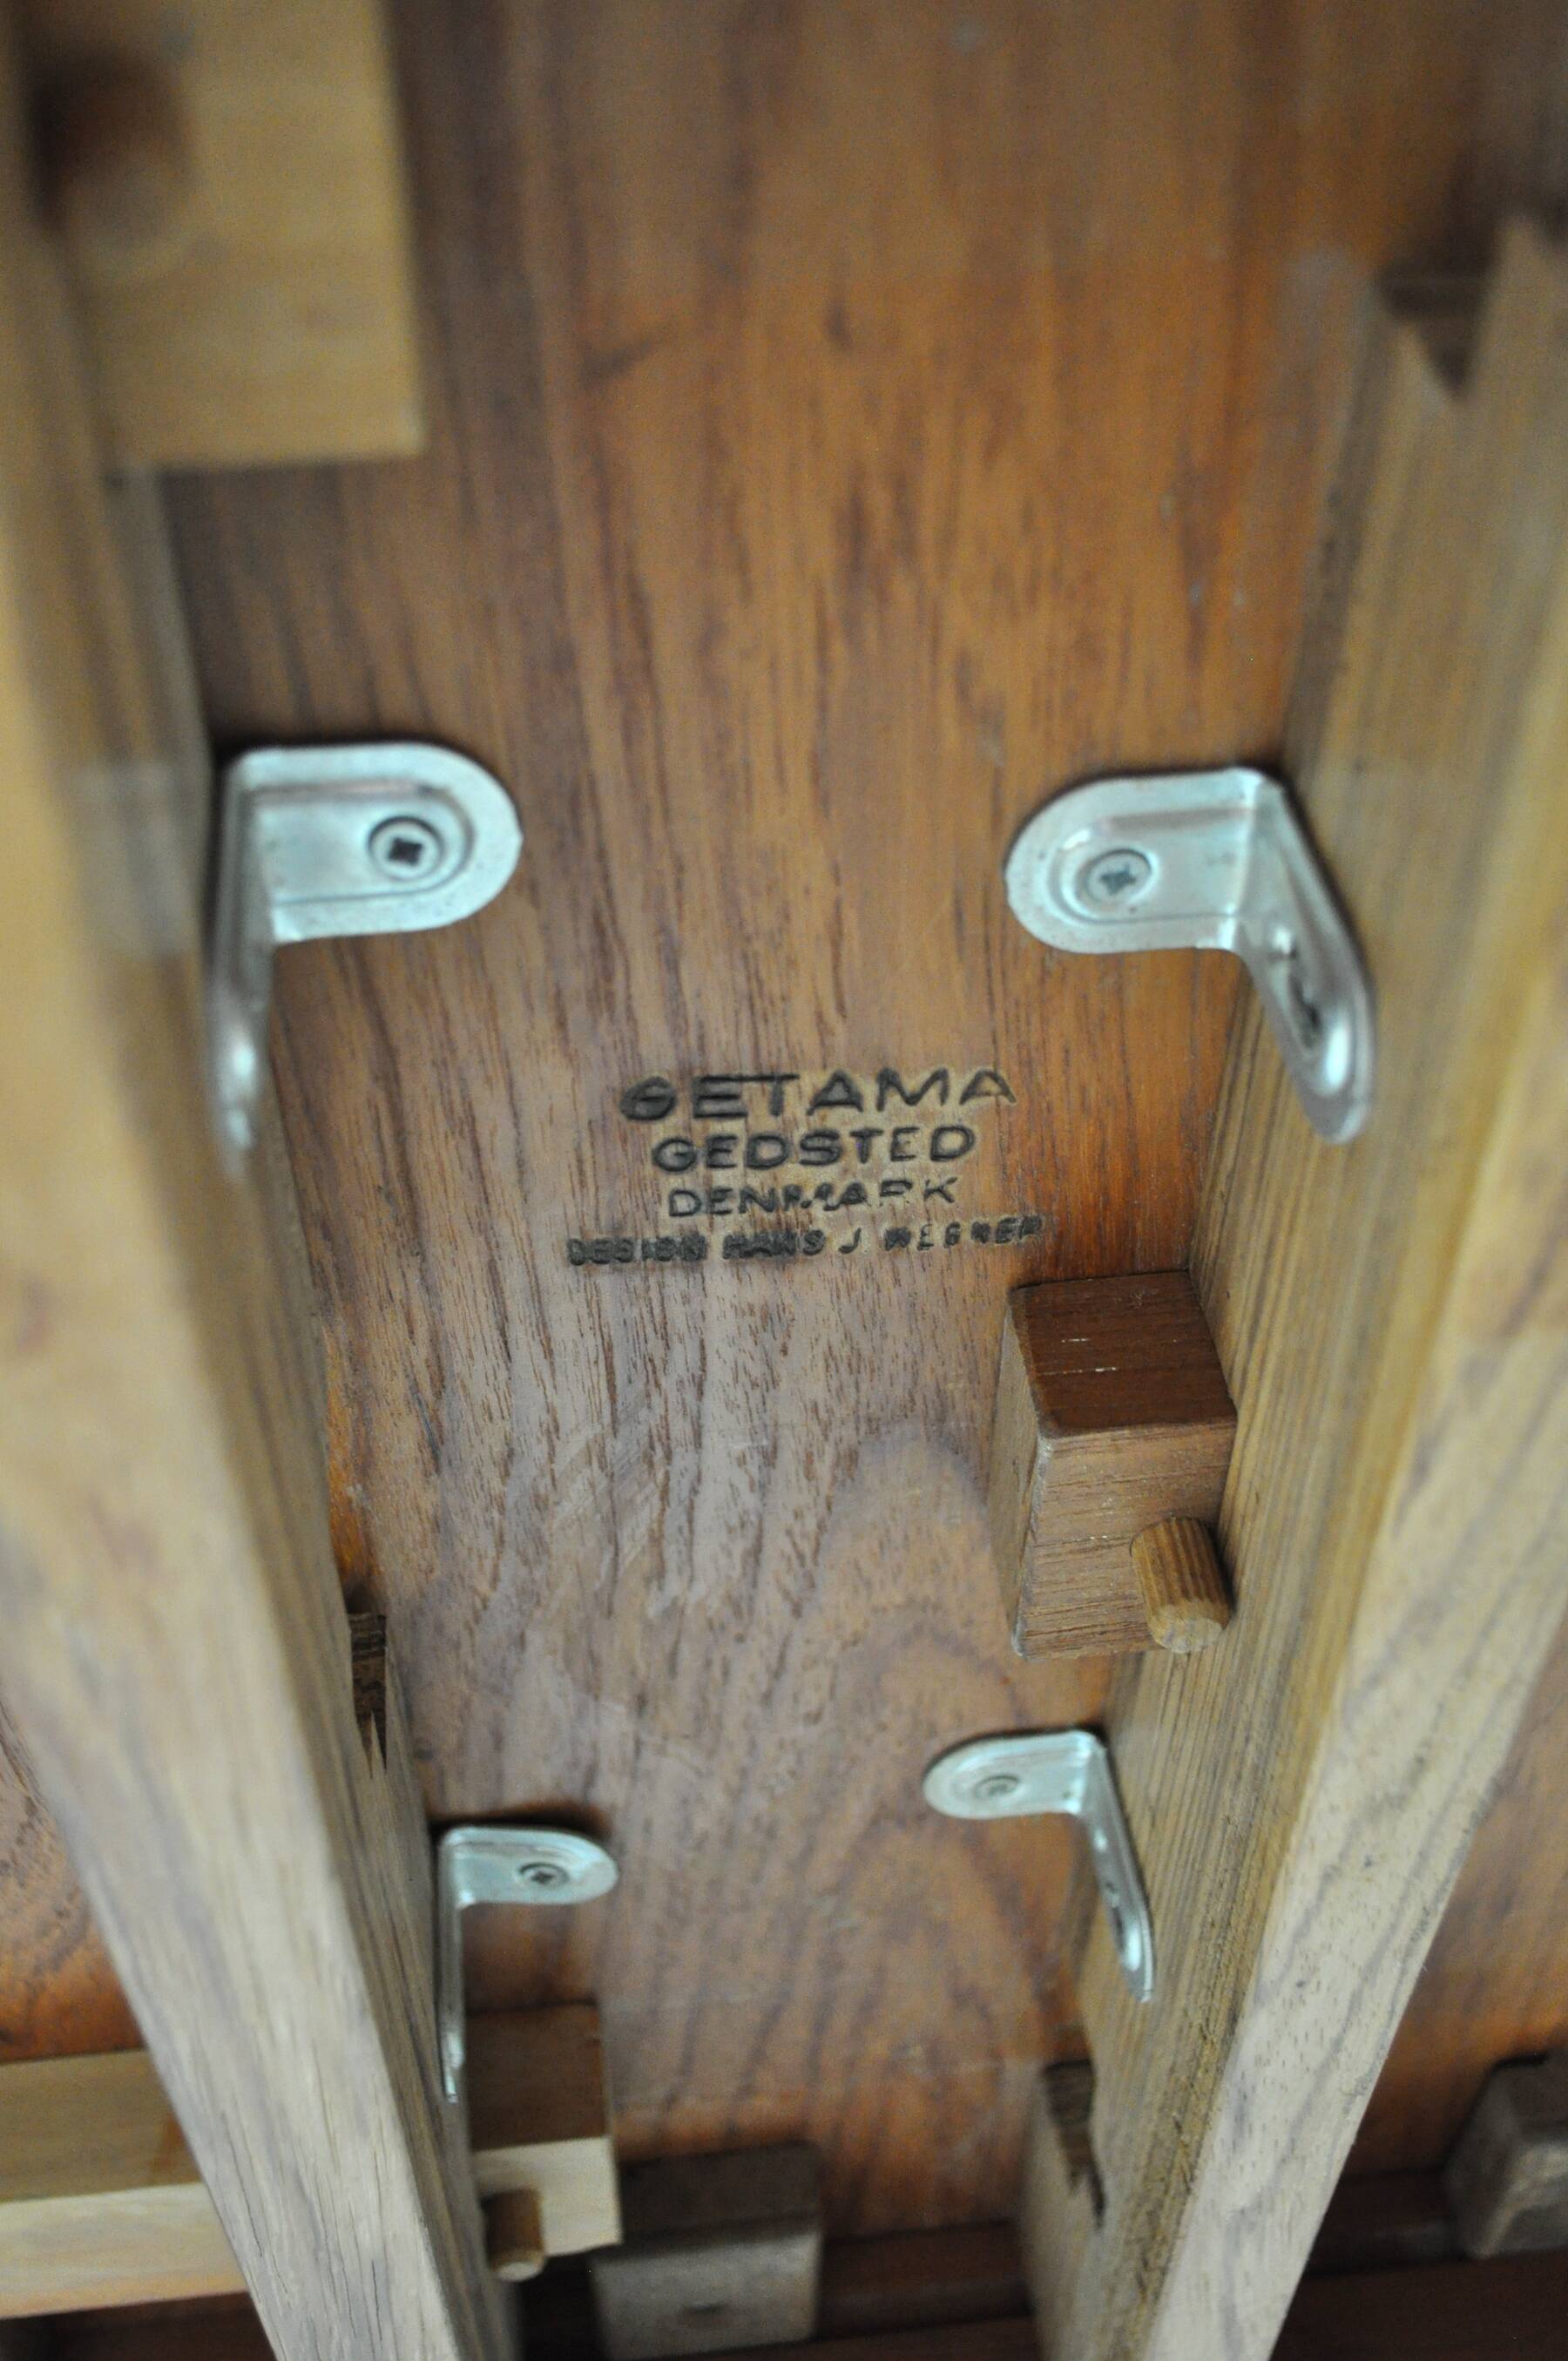 GETAMA
GEDSTED
DENMARK
DESIGN HANS J WEGNER